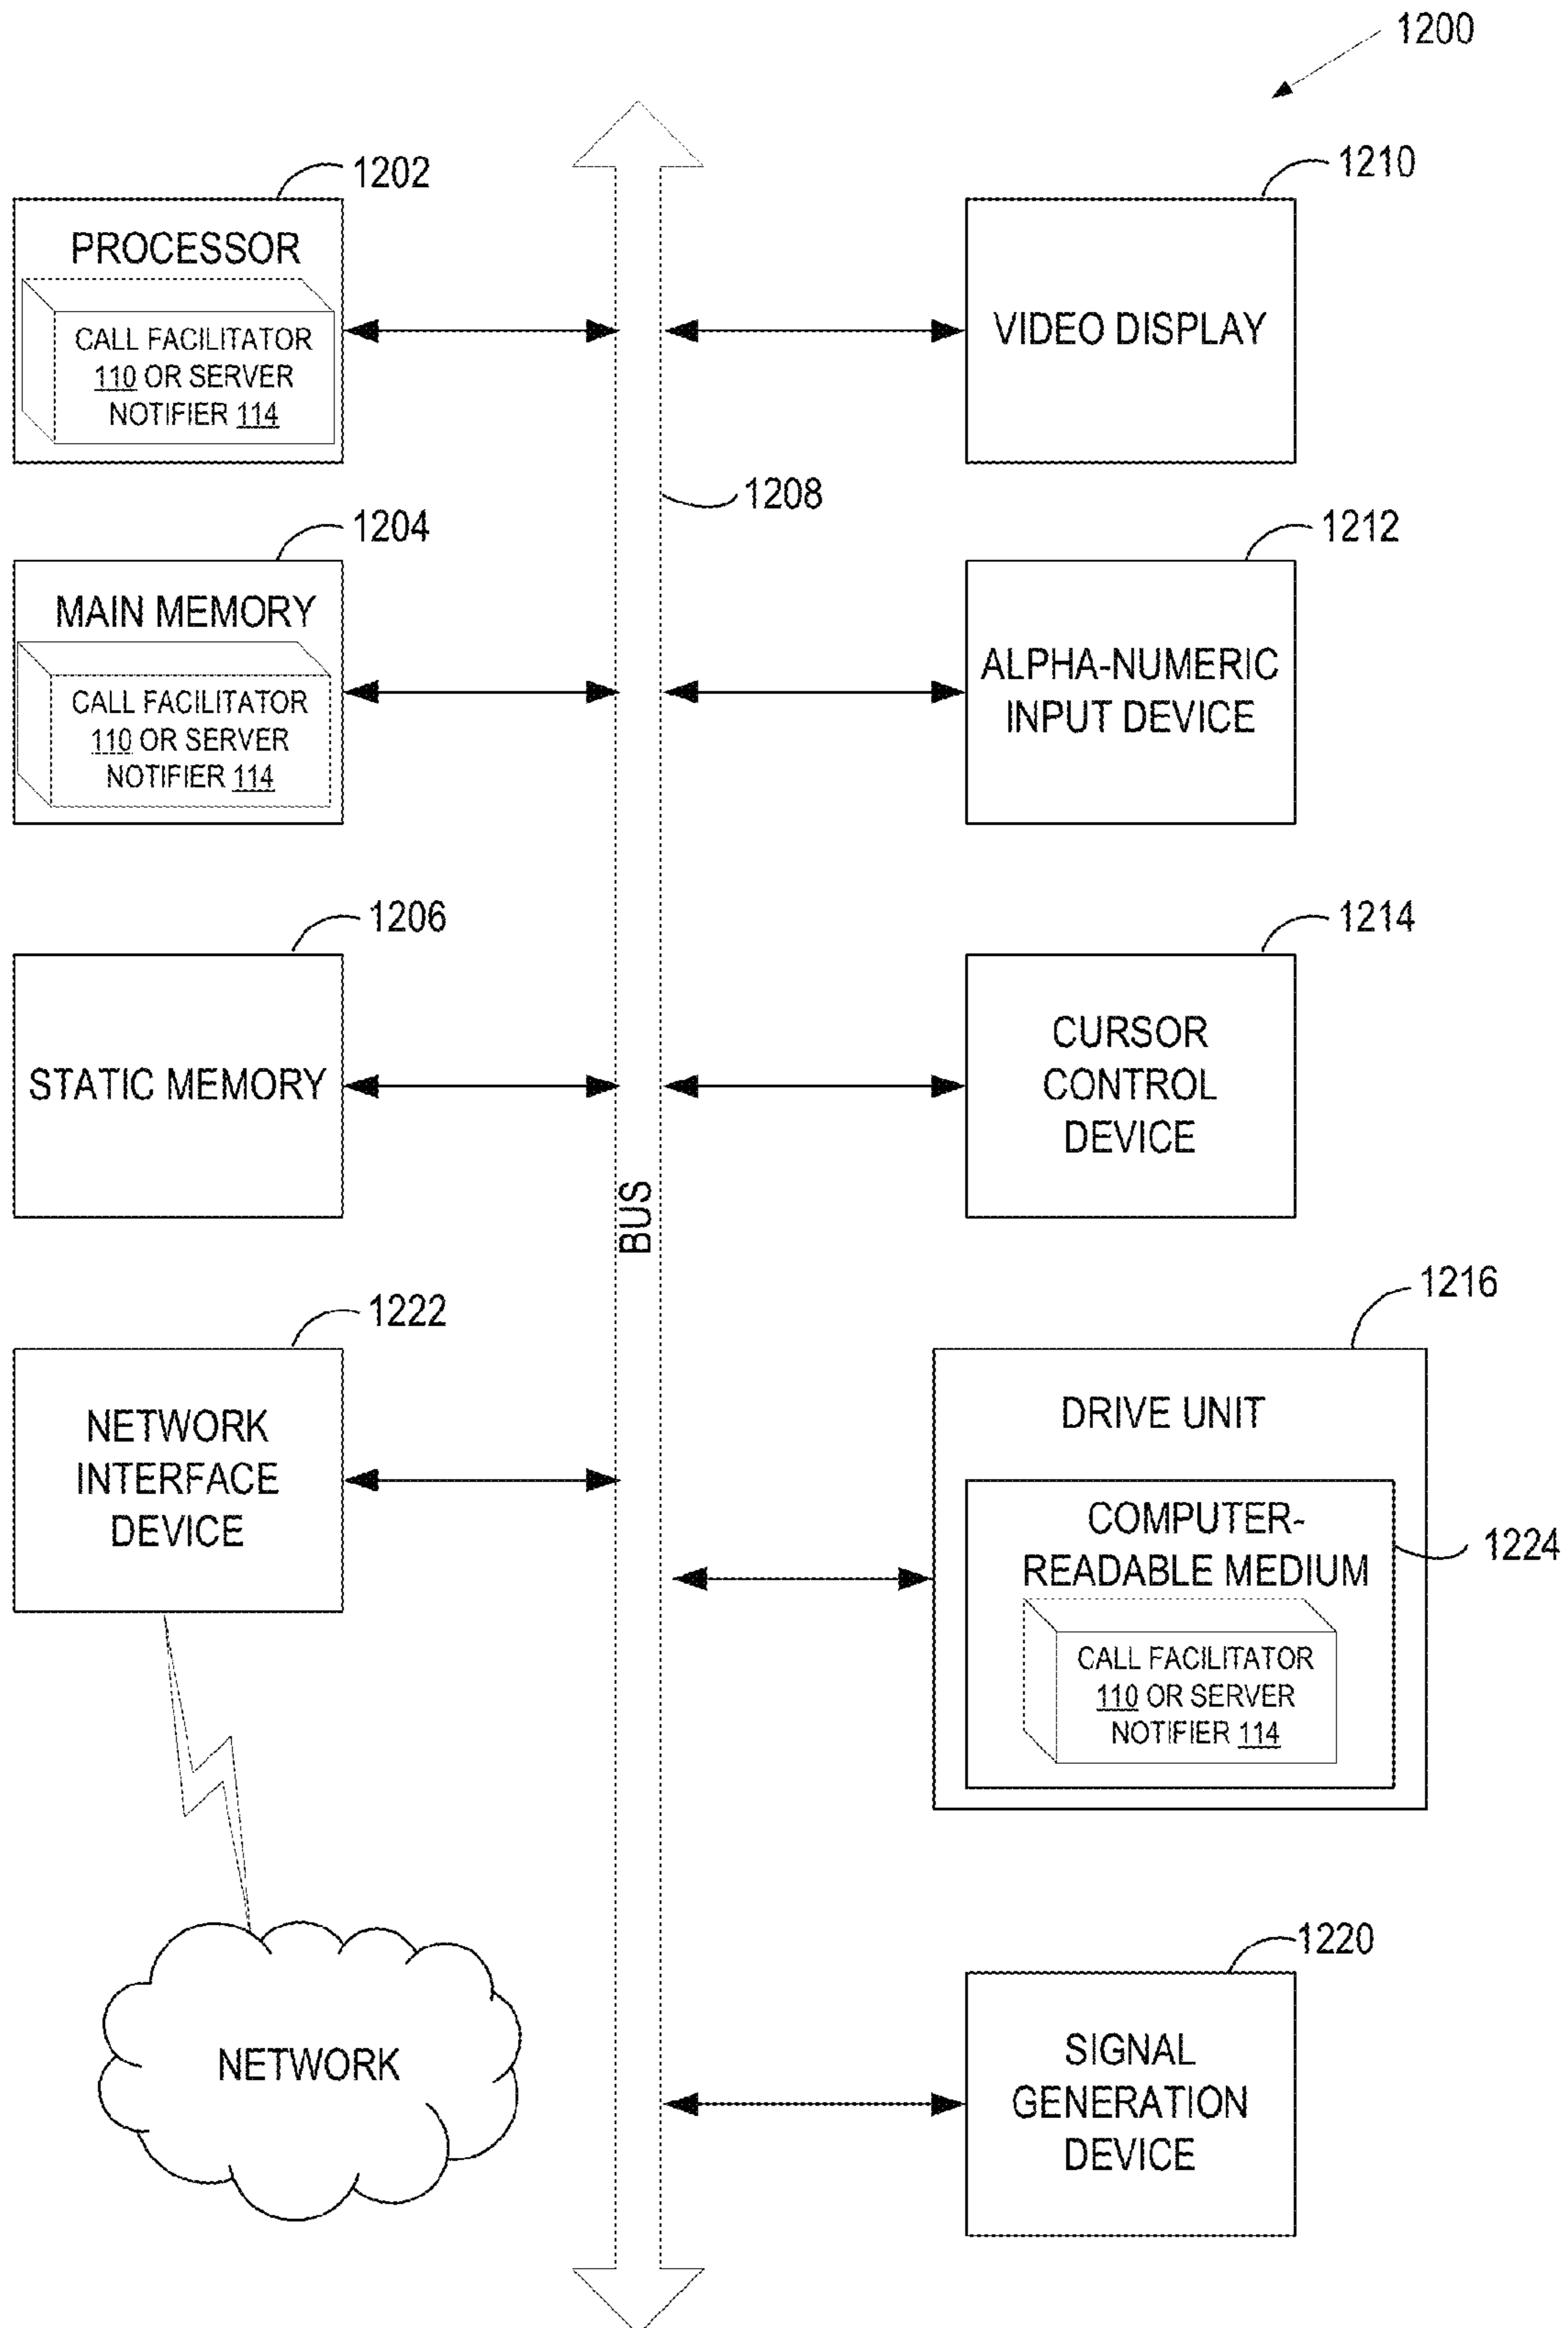 1200
1202
PROCESSOR
CALL FACILITATOR
110 OR SERVER
NOTIFIER 114
1210
VIDEO DISPLAY
1208
1204
MAIN MEMORY
CALL FACILITATOR
110 OR SERVER
NOTIFIER 114
1212
ALPHA-NUMERIC
INPUT DEVICE
1206
STATIC MEMORY
1214
CURSOR
CONTROL
DEVICE
BUS
1222
NETWORK
INTERFACE
DEVICE
1216
DRIVE UNIT
COMPUTER-
READABLE MEDIUM
1224
CALL FACILITATOR
110 OR SERVER
NOTIFIER 114
NETWORK
1220
SIGNAL
GENERATION
DEVICE